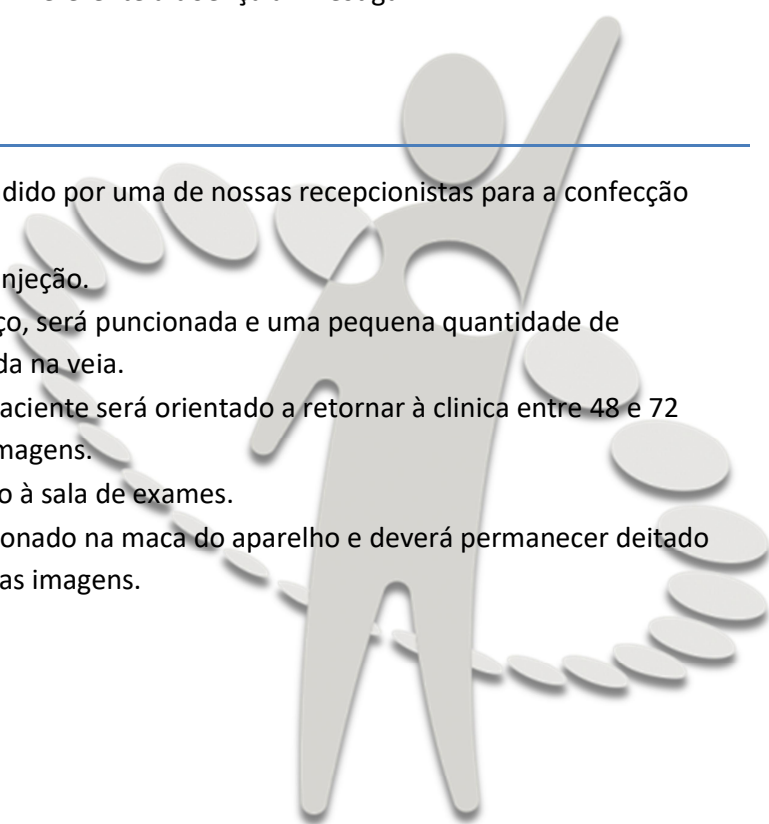 dido por uma de nossas recepcionistas para a confecção
njeção.
ço, será puncionada e uma pequena quantidade de
da na veia.
aciente será orientado a retornar à clinica entre 48 e 72
magens.
o à sala de exames.
onado na maca do aparelho e deverá permanecer deitado
as imagens.